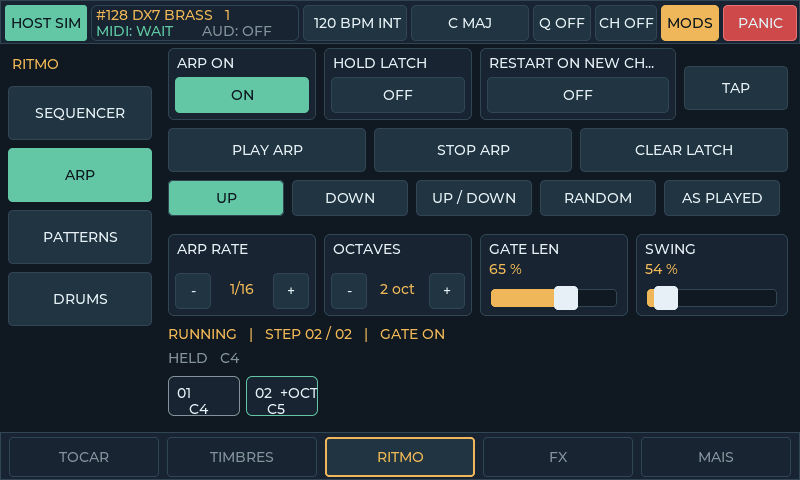 HOST SIM
#128 DX7 BRASS 1
MIDI: WAIT AUD: OFF
120 BPM INT
C MAJ
Q OFF
CH OFF
MODS
PANIC
RITMO
SEQUENCER
ARP
PATTERNS
DRUMS
ARP ON
ON
HOLD LATCH
OFF
RESTART ON NEW CH...
OFF
TAP
PLAY ARP
STOP ARP
CLEAR LATCH
UP
DOWN
UP / DOWN
RANDOM
AS PLAYED
ARP RATE
- 1/16 +
OCTAVES
- 2 oct +
GATE LEN
65 %
SWING
54 %
RUNNING | STEP 02 / 02 | GATE ON
HELD C4
01
C4
02 +OCT
C5
TOCAR
TIMBRES
RITMO
FX
MAIS